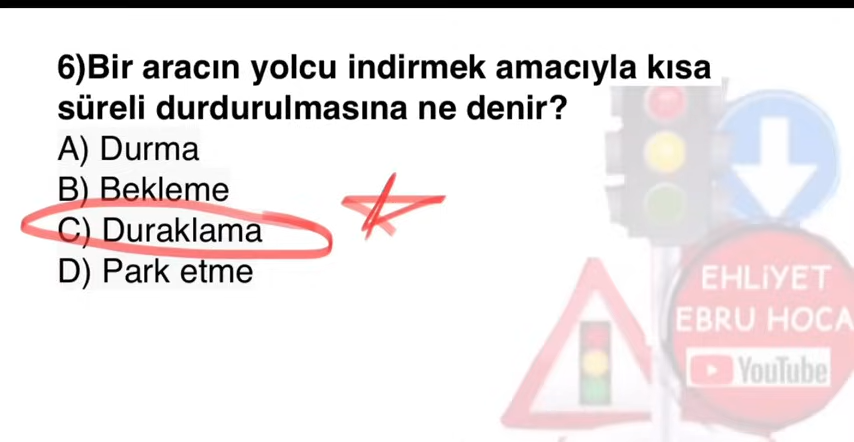 6)Bir aracın yolcu indirmek amacıyla kısa
süreli durdurulmasına ne denir?
A) Durma
B) Bekleme
C) Duraklama
D) Park etme
EHLİYET
EBRU HOCA
YouTube